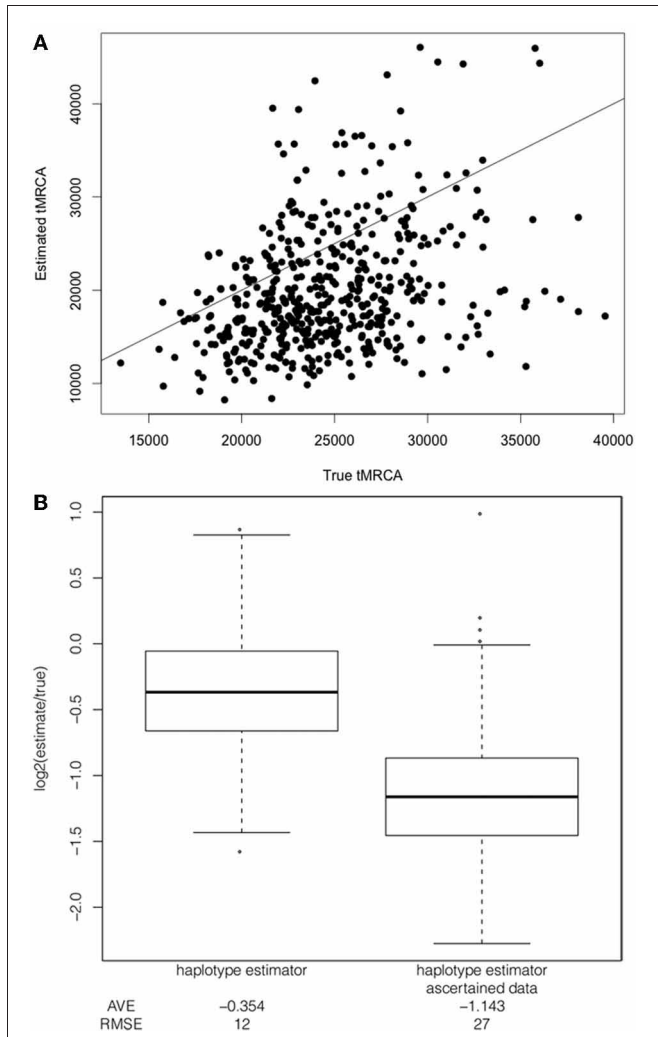 A
Estimated tMRCA
40000
30000
20000
10000
15000 20000 25000 30000 35000 40000
True tMRCA
B
log2(estimate/true)
1.0
0.5
0.0
−0.5
−1.0
−1.5
−2.0
haplotype estimator haplotype estimator
ascertained data
AVE −0.354 −1.143
RMSE 12 27